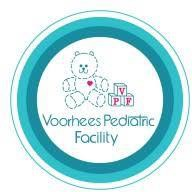 V
P F
Voorhees Pediatric
Facility